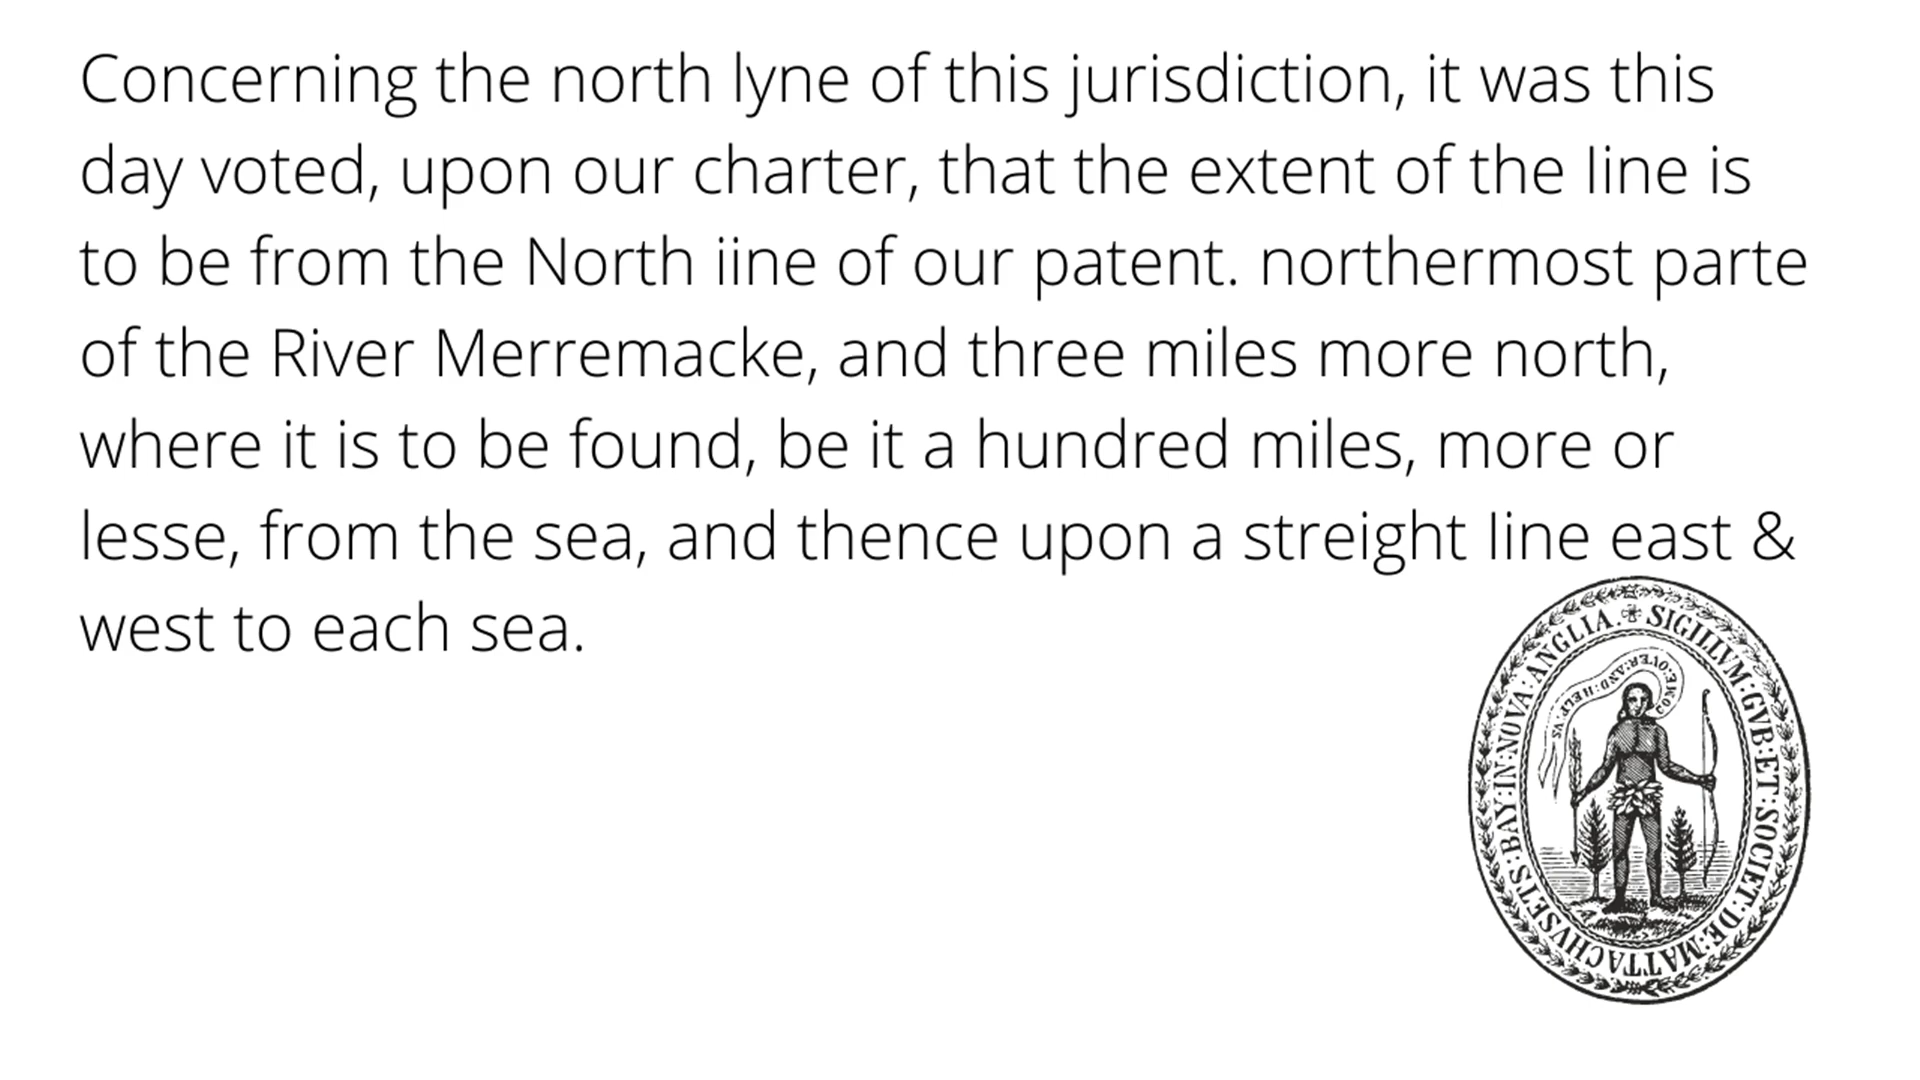 Concerning the north lyne of this jurisdiction, it was this
day voted, upon our charter, that the extent of the line is
to be from the North iine of our patent. northermost parte
of the River Merremacke, and three miles more north,
where it is to be found, be it a hundred miles, more or
lesse, from the sea, and thence upon a streight line east &
west to each sea.
SIGILLVM:GVB:ET:SOCIET:DE:MATTACHVSETS:BAY:IN:NOVA:ANGLIA.
COME:OVER:AND:HELP:VS